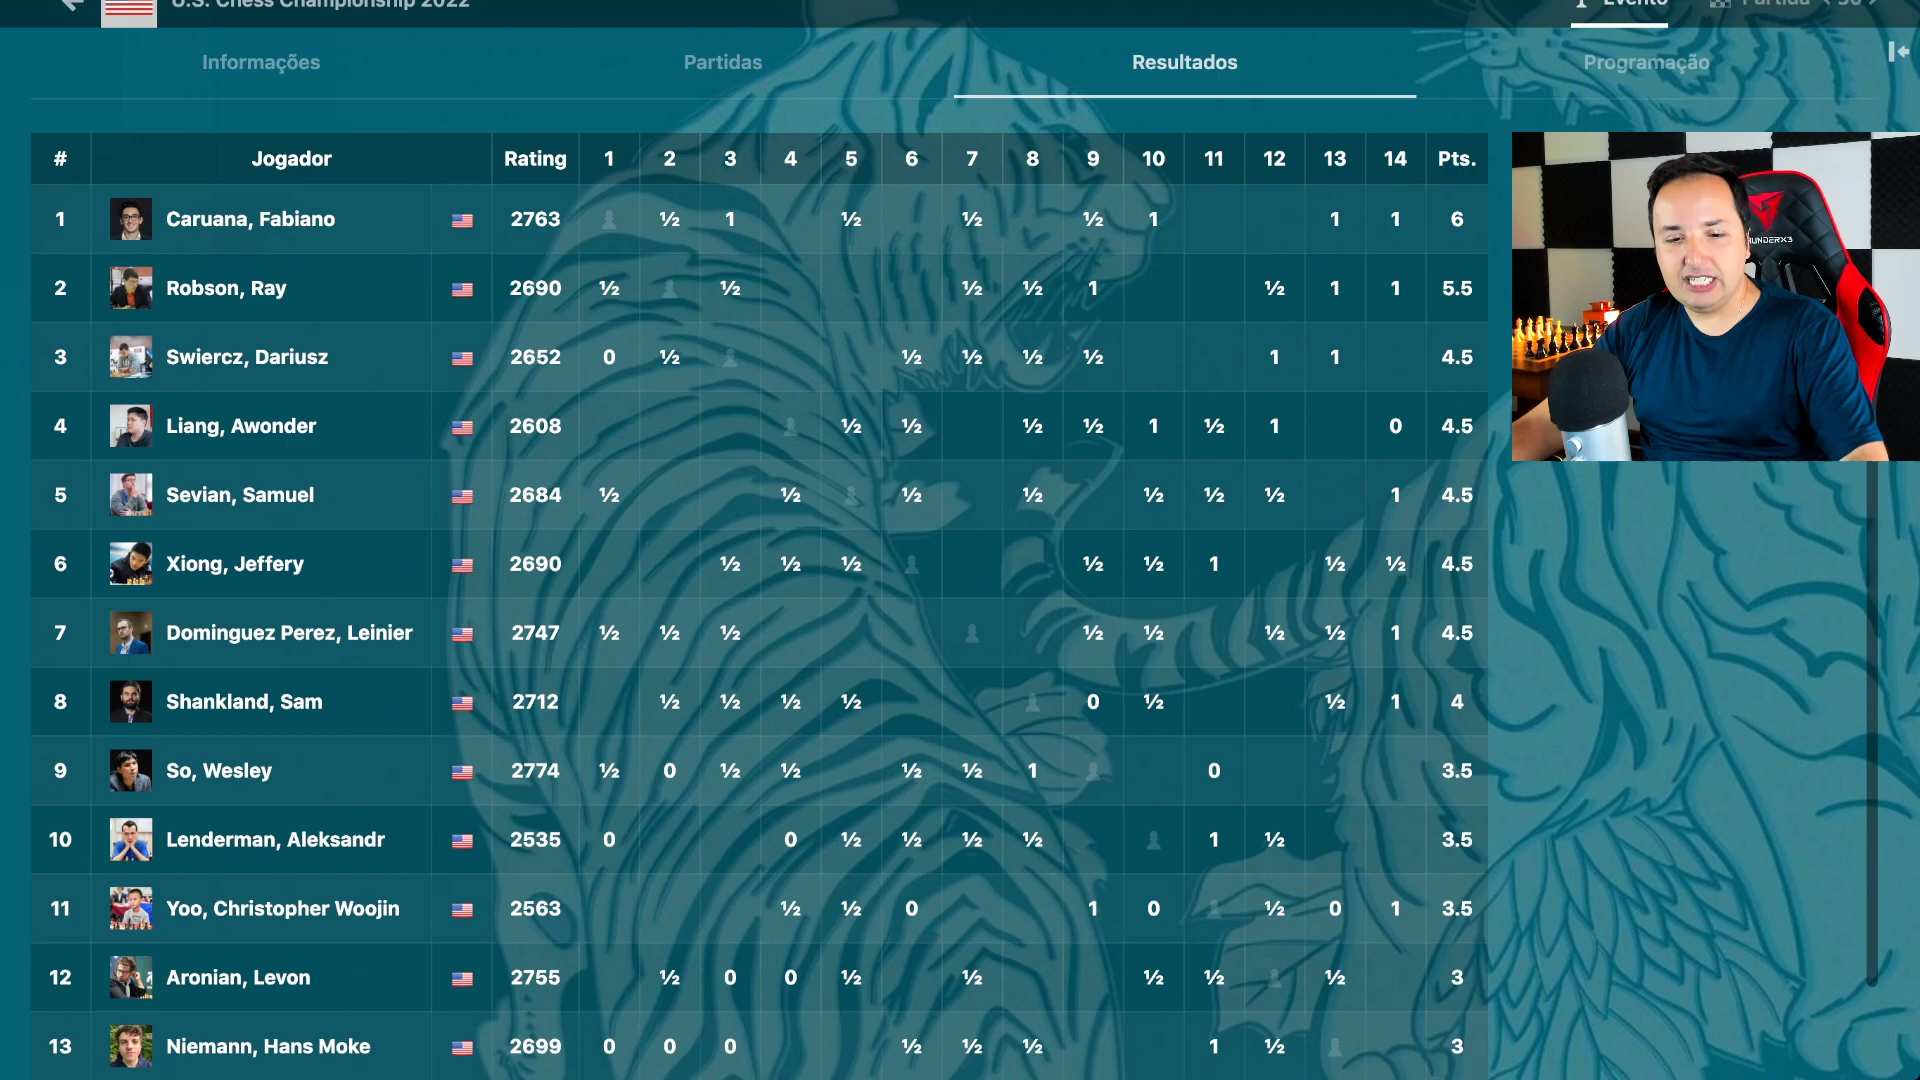 U.S. Chess Championship 2022
Evento
Partida < 56 >
Informações Partidas Resultados Programação
# Jogador Rating 1 2 3 4 5 6 7 8 9 10 11 12 13 14 Pts.
1 Caruana, Fabiano 2763 ½ 1 ½ ½ ½ 1 1 1 6
2 Robson, Ray 2690 ½ ½ ½ ½ 1 ½ 1 1 5.5
3 Swiercz, Dariusz 2652 0 ½ ½ ½ ½ ½ 1 1 4.5
4 Liang, Awonder 2608 ½ ½ ½ ½ 1 ½ 1 0 4.5
5 Sevian, Samuel 2684 ½ ½ ½ ½ ½ ½ ½ 1 4.5
6 Xiong, Jeffery 2690 ½ ½ ½ ½ ½ 1 ½ ½ 4.5
7 Dominguez Perez, Leinier 2747 ½ ½ ½ ½ ½ ½ ½ 1 4.5
8 Shankland, Sam 2712 ½ ½ ½ ½ 0 ½ ½ 1 4
9 So, Wesley 2774 ½ 0 ½ ½ ½ ½ 1 0 3.5
10 Lenderman, Aleksandr 2535 0 0 ½ ½ ½ ½ 1 ½ 3.5
11 Yoo, Christopher Woojin 2563 ½ ½ 0 1 0 ½ 0 1 3.5
12 Aronian, Levon 2755 ½ 0 0 ½ ½ ½ ½ ½ 3
13 Niemann, Hans Moke 2699 0 0 0 ½ ½ ½ 1 ½ 3